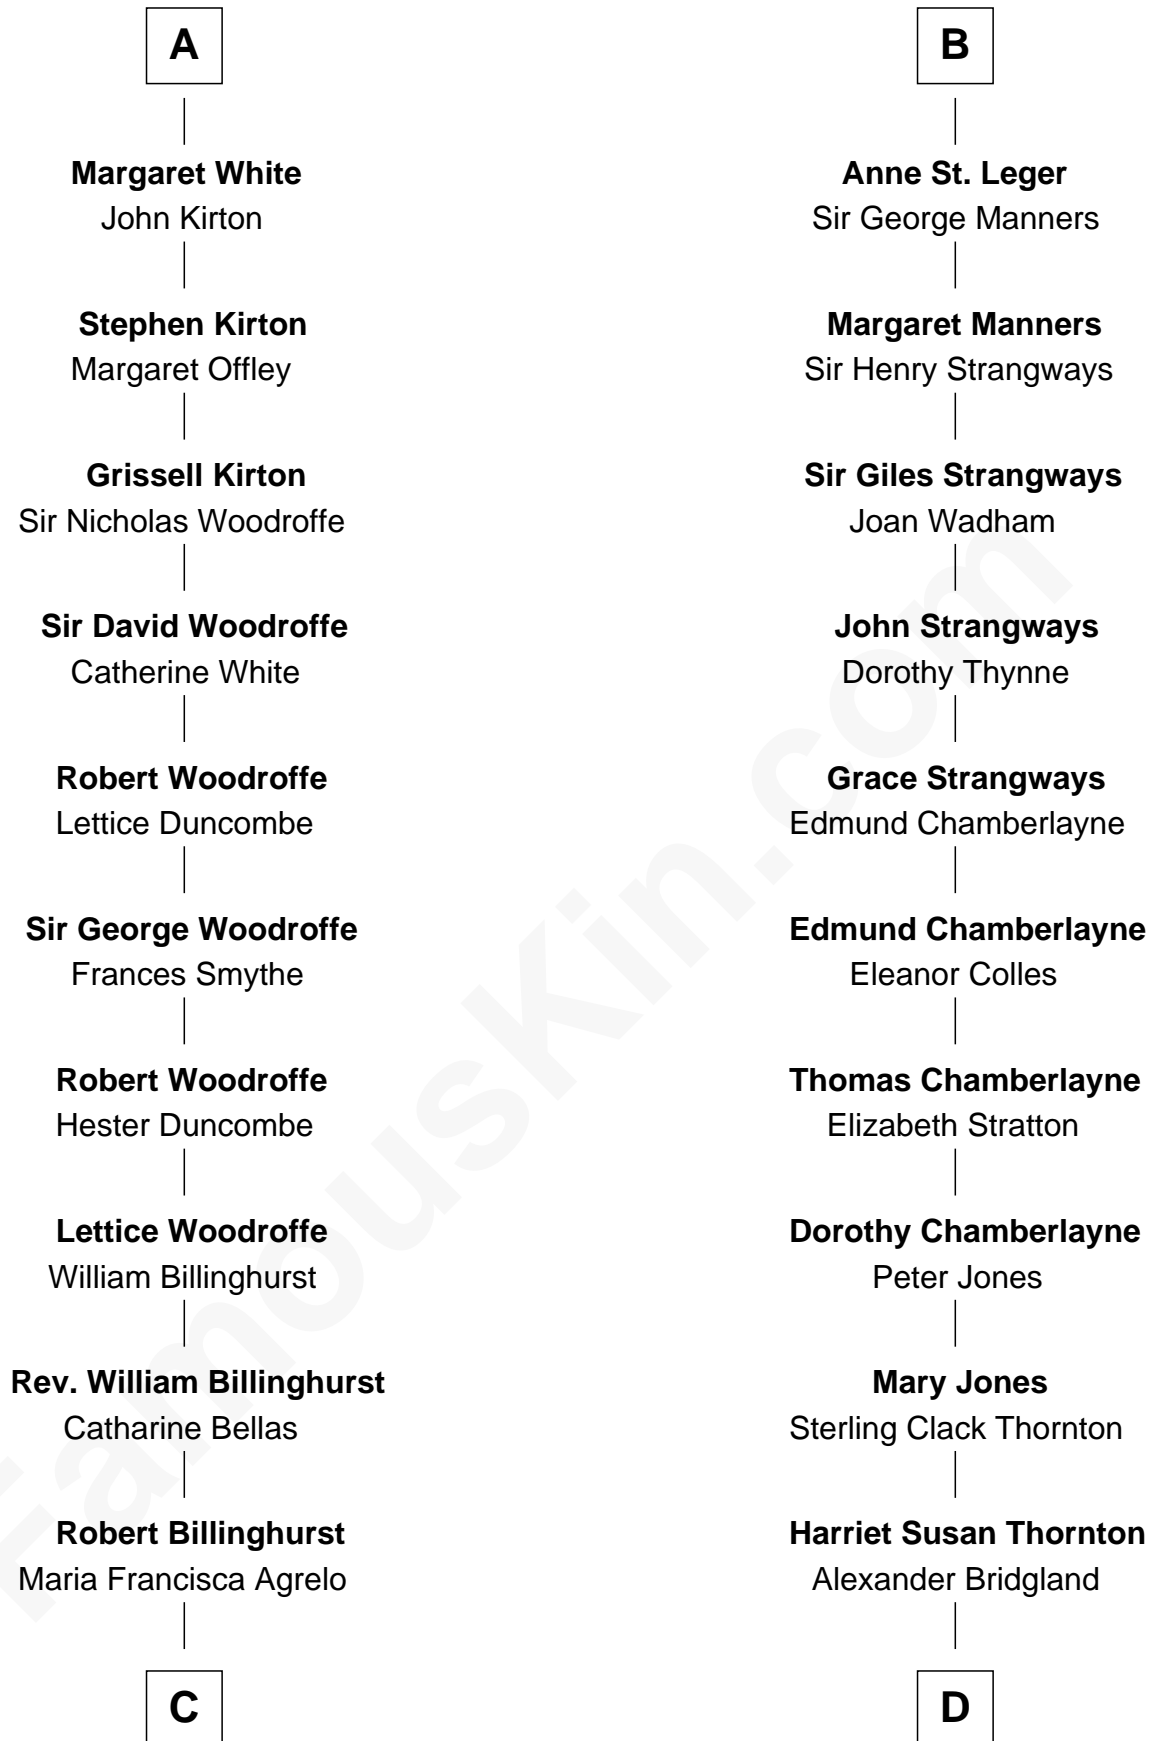 A
Margaret White
John Kirton
Stephen Kirton
Margaret Offley
Grissell Kirton
Sir Nicholas Woodroffe
Sir David Woodroffe
Catherine White
Robert Woodroffe
Lettice Duncombe
Sir George Woodroffe
Frances Smythe
Robert Woodroffe
Hester Duncombe
Lettice Woodroffe
William Billinghurst
Rev. William Billinghurst
Catharine Bellas
Robert Billinghurst
Maria Francisca Agrelo
C
B
Anne St. Leger
Sir George Manners
Margaret Manners
Sir Henry Strangways
Sir Giles Strangways
Joan Wadham
John Strangways
Dorothy Thynne
Grace Strangways
Edmund Chamberlayne
Edmund Chamberlayne
Eleanor Colles
Thomas Chamberlayne
Elizabeth Stratton
Dorothy Chamberlayne
Peter Jones
Mary Jones
Sterling Clack Thornton
Harriet Susan Thornton
Alexander Bridgland
D
FamousKin.com